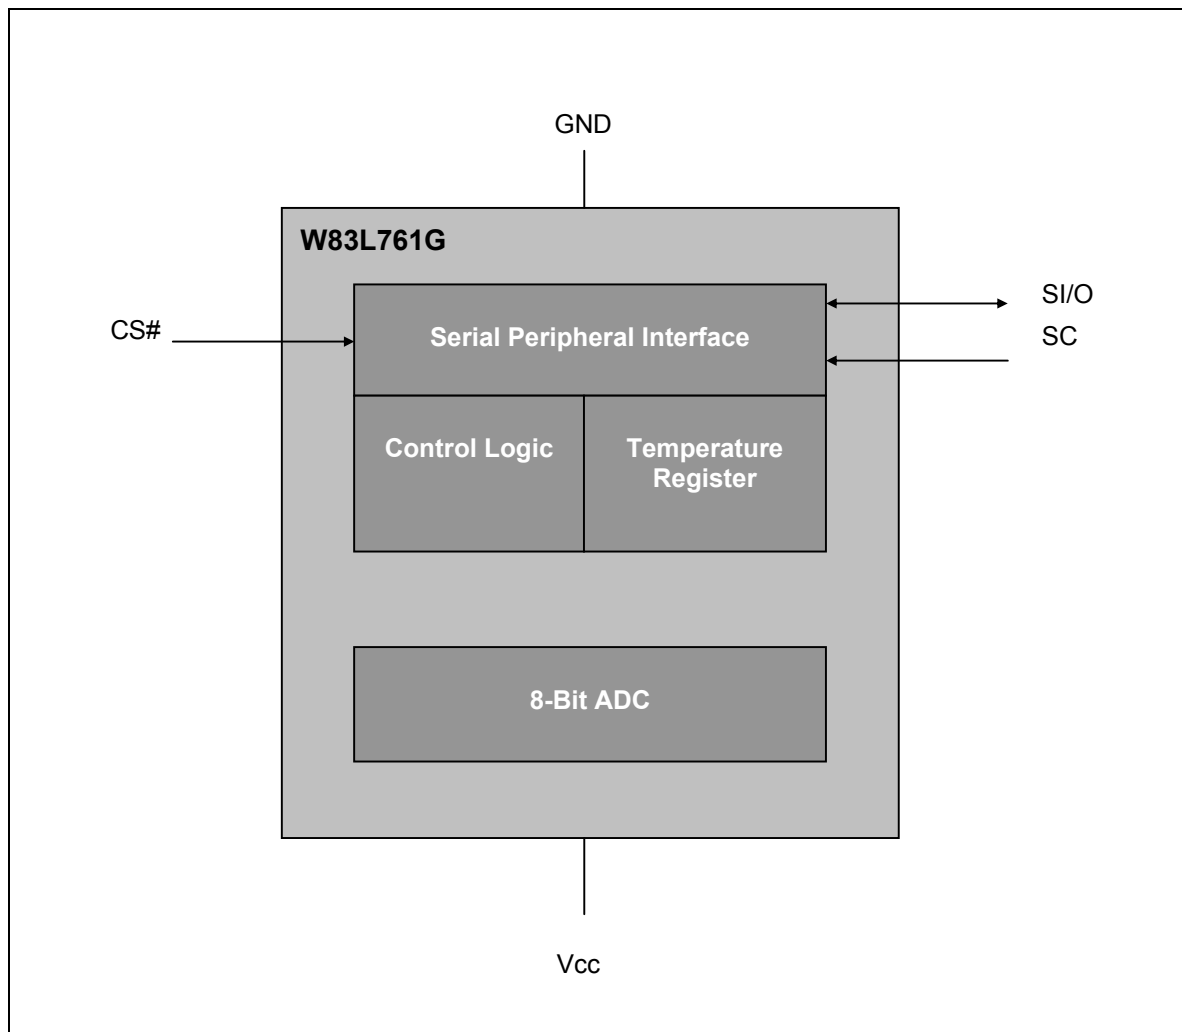 GND
W83L761G
CS#
Serial Peripheral Interface
SI/O
SC
Control Logic
Temperature
Register
8-Bit ADC
Vcc